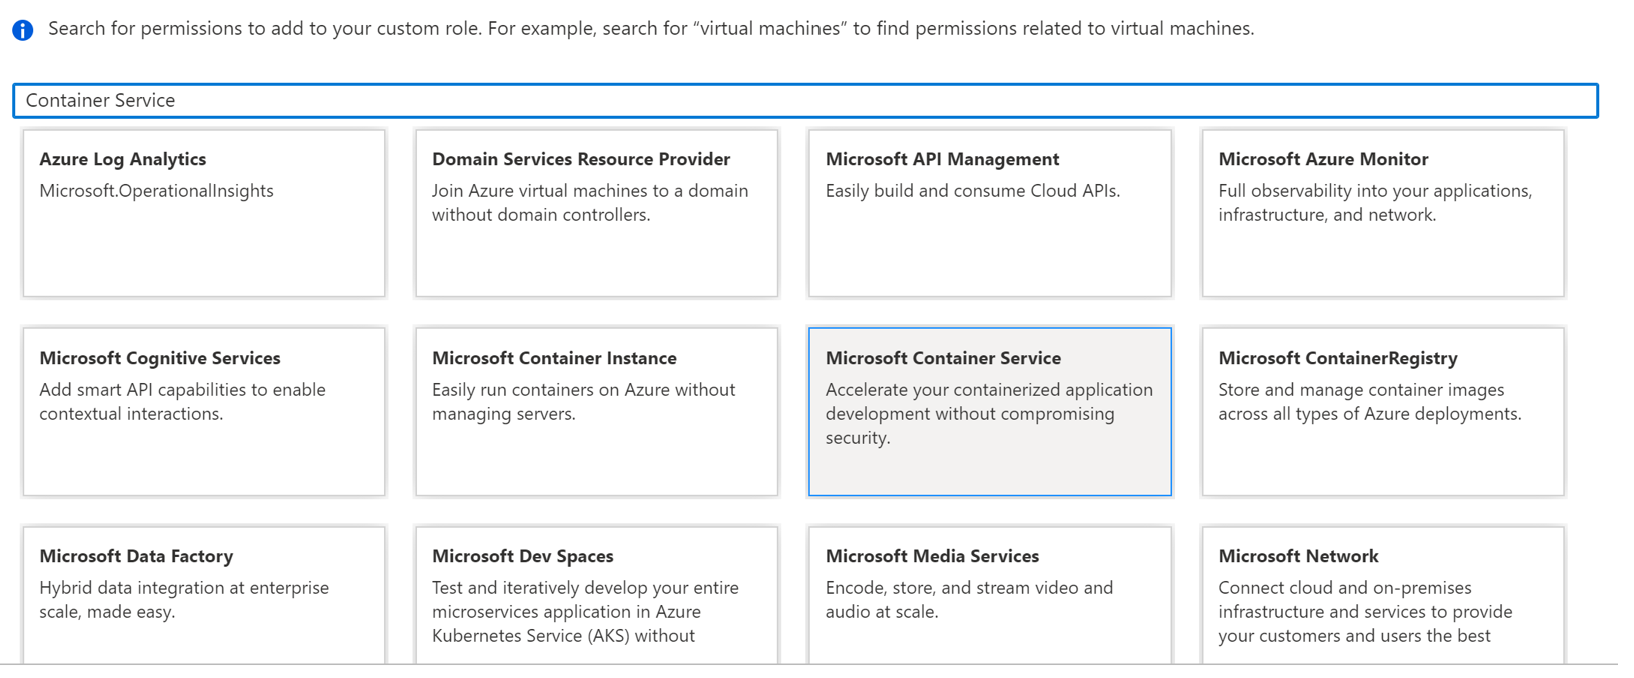 Search for permissions to add to your custom role. For example, search for “virtual machines” to find permissions related to virtual machines.
Container Service
Azure Log Analytics
Microsoft.OperationalInsights
Domain Services Resource Provider
Join Azure virtual machines to a domain
without domain controllers.
Microsoft API Management
Easily build and consume Cloud APIs.
Microsoft Azure Monitor
Full observability into your applications,
infrastructure, and network.
Microsoft Cognitive Services
Add smart API capabilities to enable
contextual interactions.
Microsoft Container Instance
Easily run containers on Azure without
managing servers.
Microsoft Container Service
Accelerate your containerized application
development without compromising
security.
Microsoft ContainerRegistry
Store and manage container images
across all types of Azure deployments.
Microsoft Data Factory
Hybrid data integration at enterprise
scale, made easy.
Microsoft Dev Spaces
Test and iteratively develop your entire
microservices application in Azure
Kubernetes Service (AKS) without
Microsoft Media Services
Encode, store, and stream video and
audio at scale.
Microsoft Network
Connect cloud and on-premises
infrastructure and services to provide
your customers and users the best